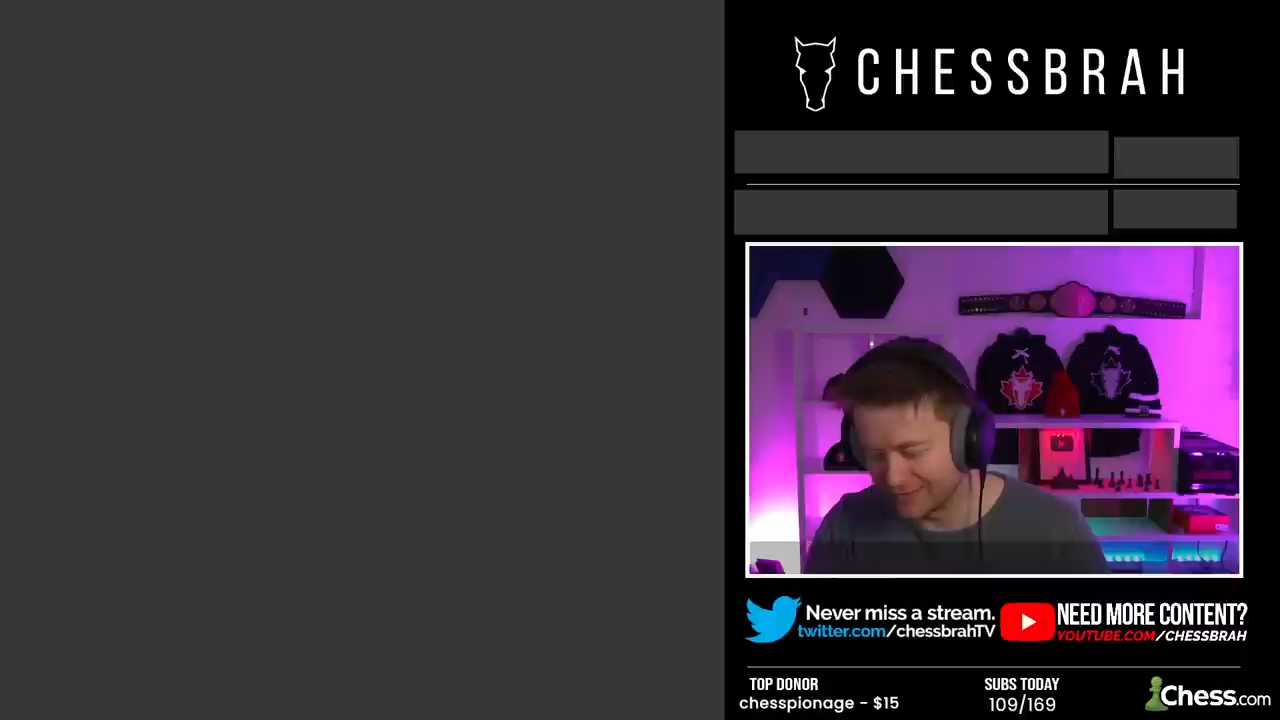 CHESSBRAH
Never miss a stream.
twitter.com/chessbrahTV
NEED MORE CONTENT?
YOUTUBE.COM/CHESSBRAH
TOP DONOR
chesspionage - $15
SUBS TODAY
109/169
Chess.com